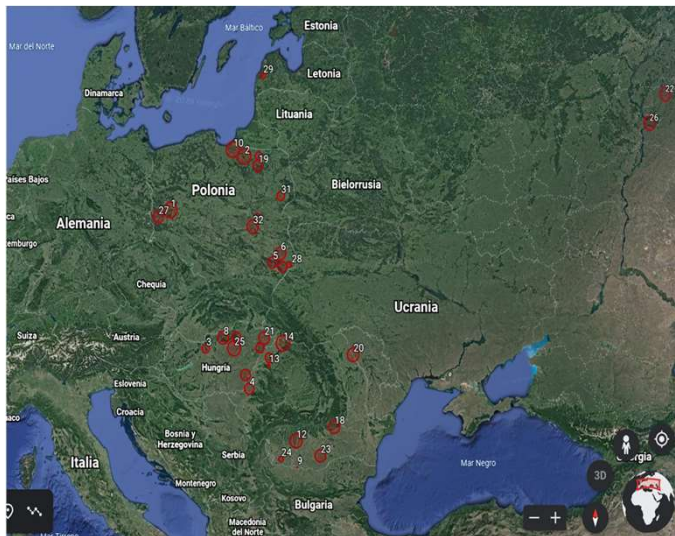 Mar Báltico
Estonia
Mar del Norte
Letonia
29
Dinamarca
22
Lituania
26
10
2
19
Países Bajos
31
Bielorrusia
Polonia
1
27
Alemania
32
6
5
28
Chequia
Ucrania
Suiza
Austria
8
21
14
3
25
20
13
Hungría
4
Eslovenia
Croacia
18
Bosnia y
Herzegovina
12
Italia
Serbia
24
23
9
Mar Negro
3D
Montenegro
Kosovo
Bulgaria
Macedonia
del Norte